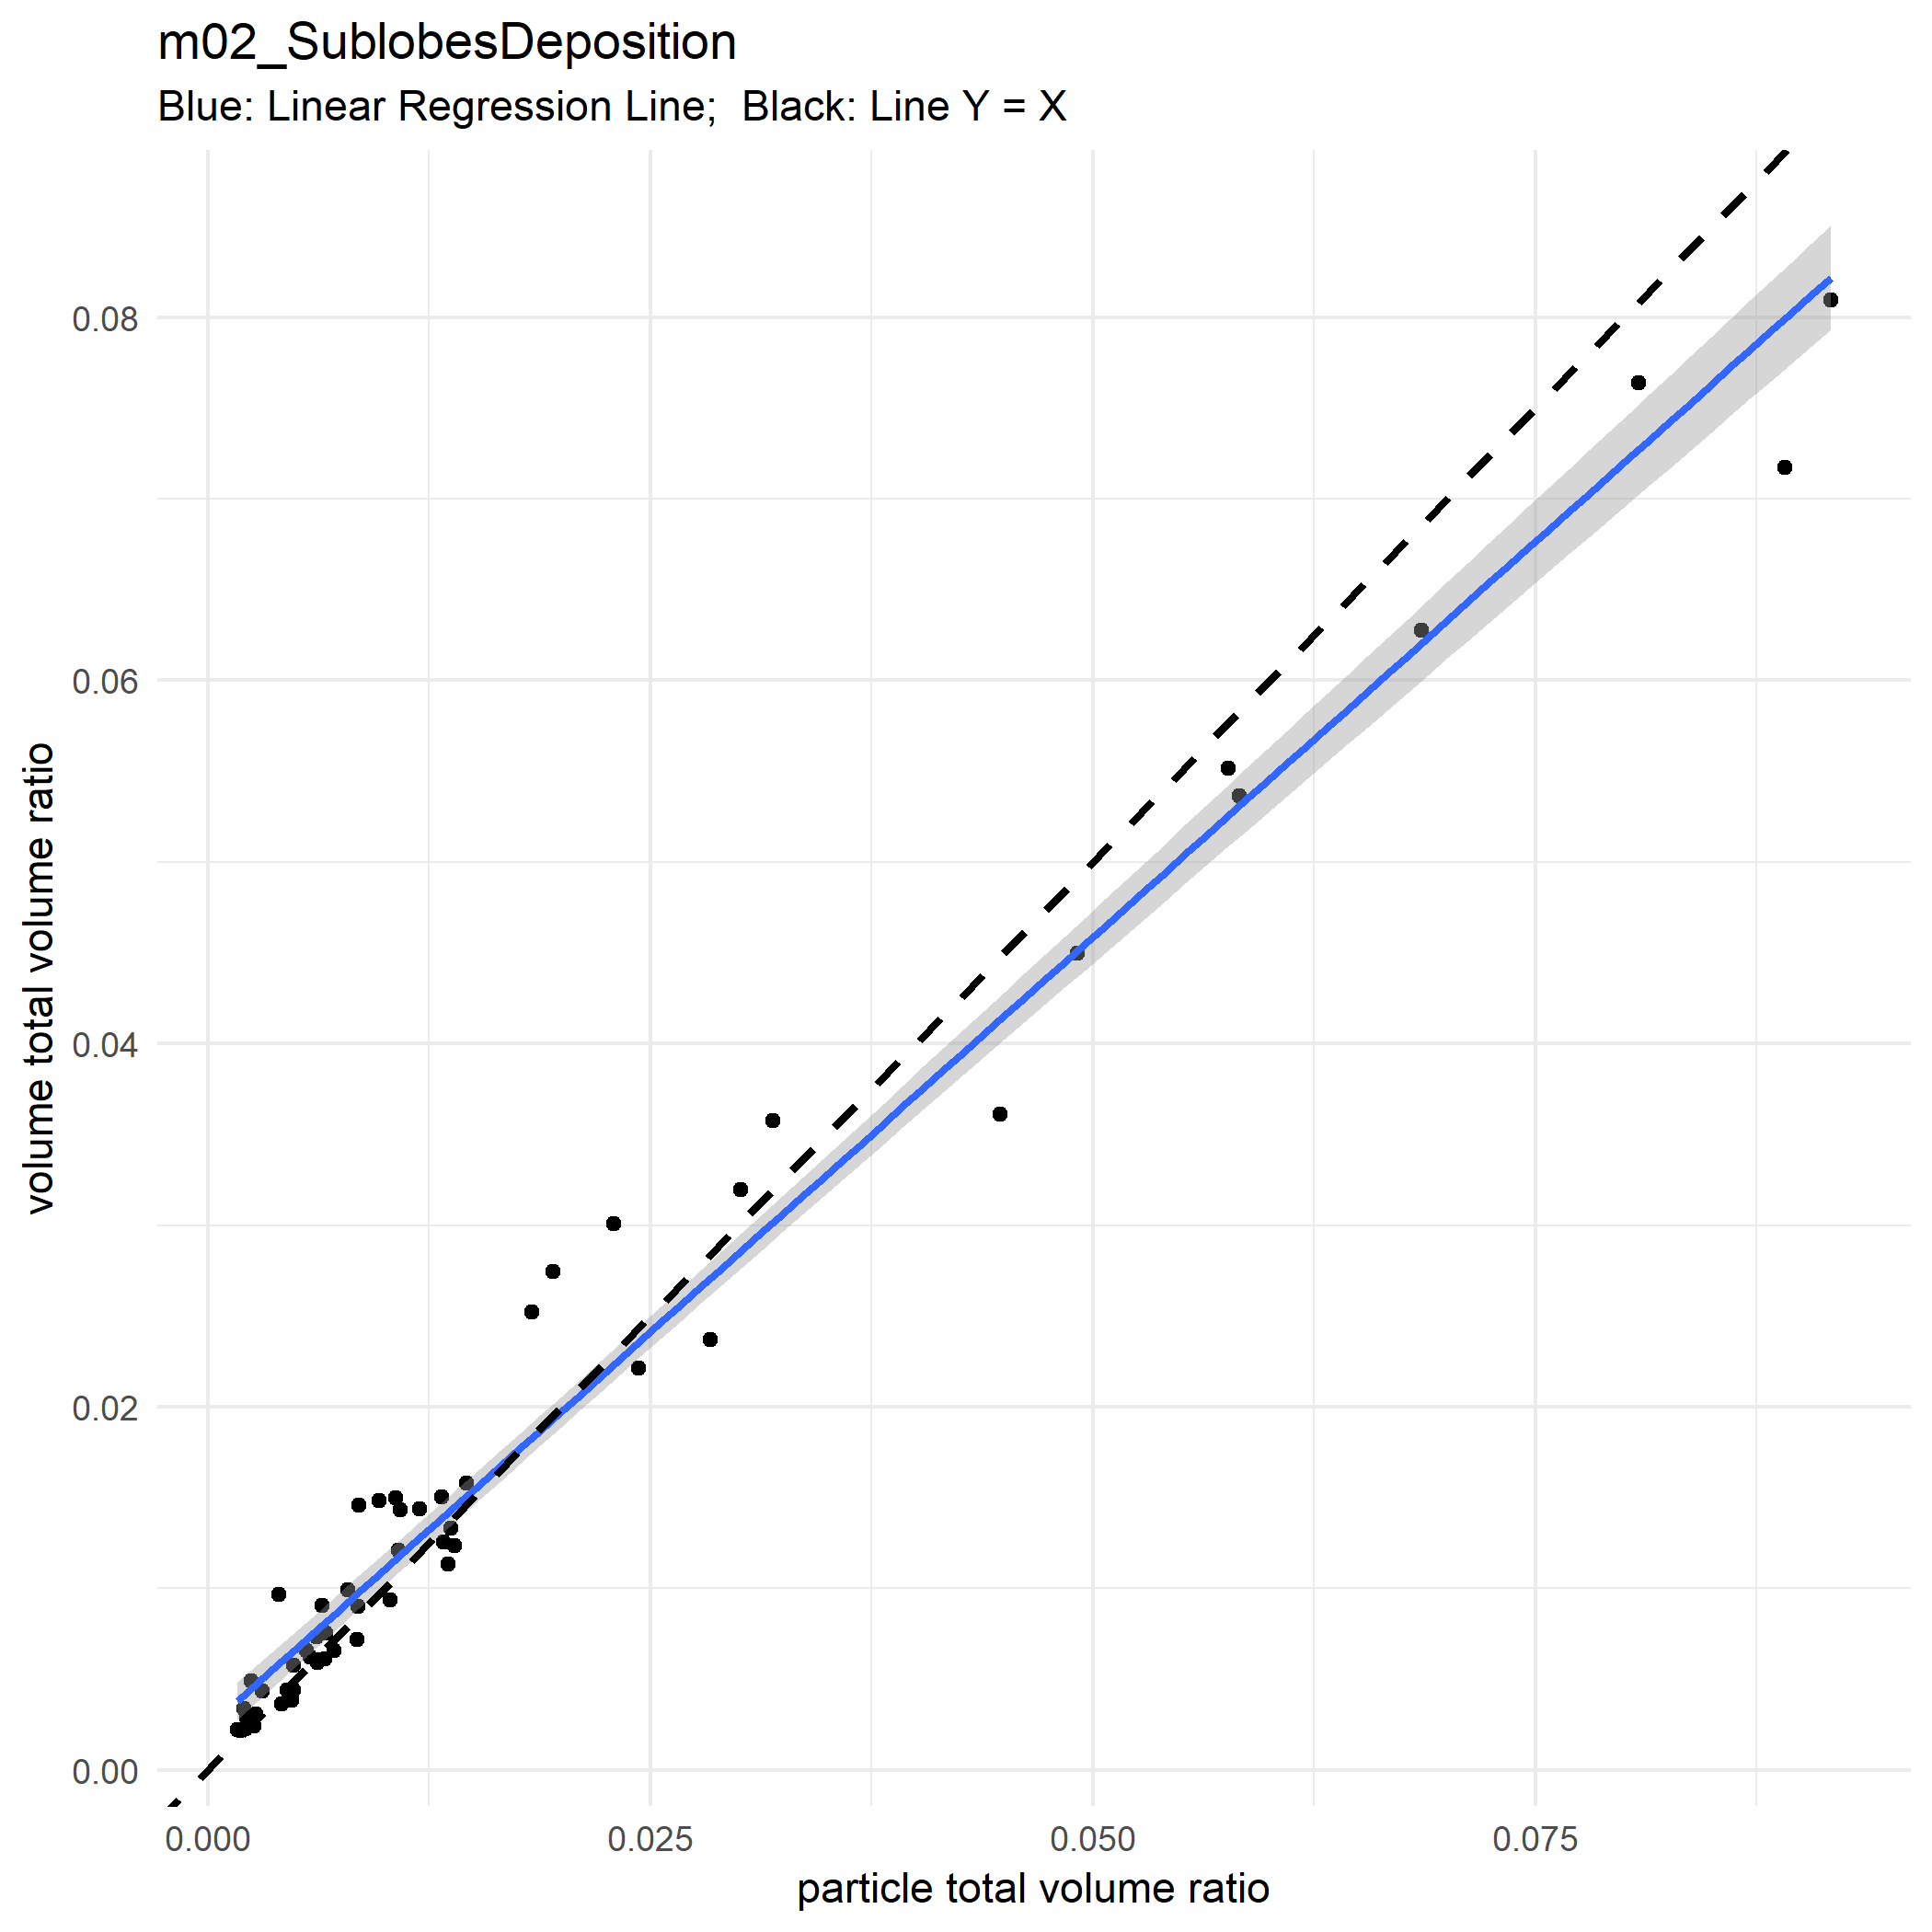 m02_SublobesDeposition
Blue: Linear Regression Line;  Black: Line Y = X
volume total volume ratio
0.08
0.06
0.04
0.02
0.00
0.000 0.025 0.050 0.075
particle total volume ratio